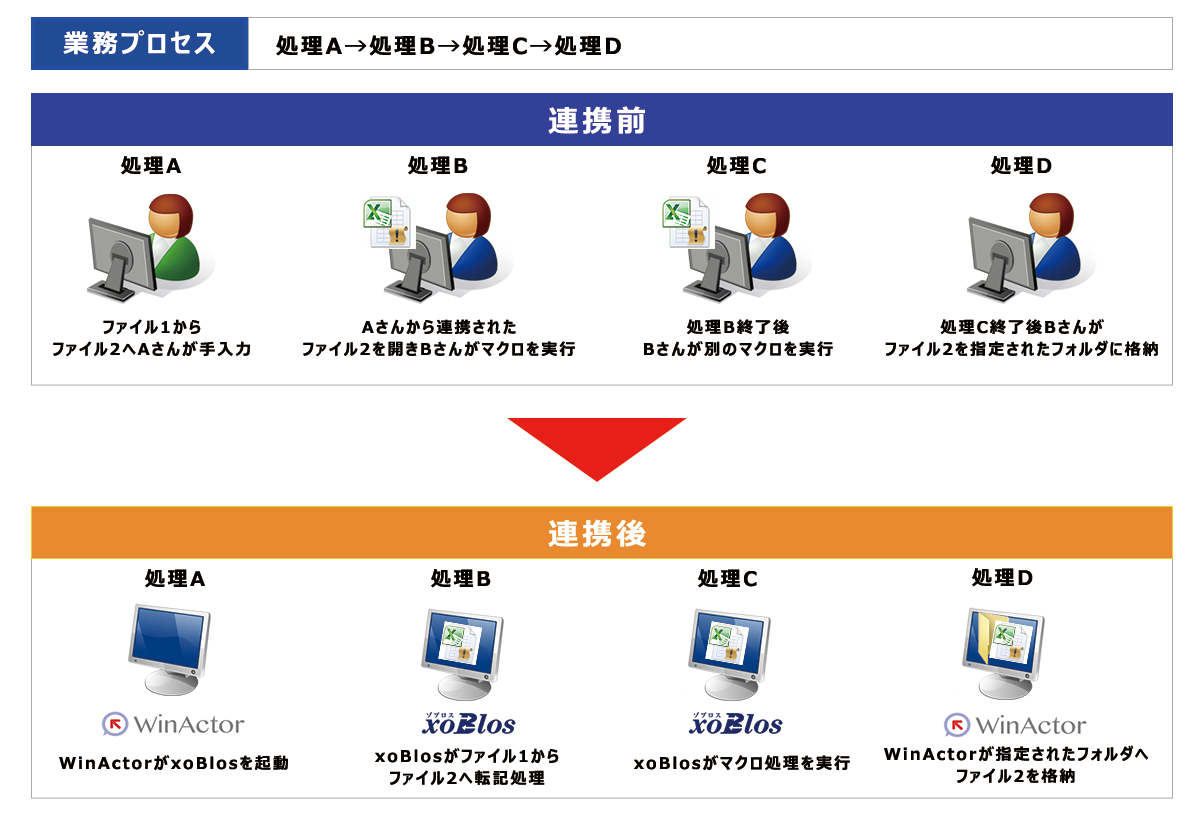 業務プロセス
処理A→処理B→処理C→処理D
連携前
処理A
処理B
処理C
処理D
ファイル1から
ファイル2へAさんが手入力
Aさんから連携された
ファイル2を開きBさんがマクロを実行
処理B終了後
Bさんが別のマクロを実行
処理C終了後Bさんが
ファイル2を指定されたフォルダに格納
連携後
処理A
処理B
処理C
処理D
WinActor
ゾブロス
xoBlos
ゾブロス
xoBlos
WinActor
WinActorがxoBlosを起動
xoBlosがファイル1から
ファイル2へ転記処理
xoBlosがマクロ処理を実行
WinActorが指定されたフォルダへ
ファイル2を格納